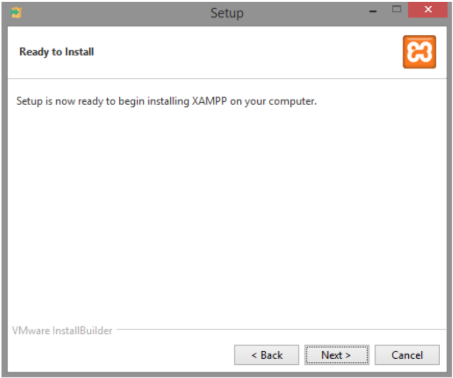 Setup
Ready to Install
Setup is now ready to begin installing XAMPP on your computer.
VMware InstallBuilder
< Back
Next >
Cancel